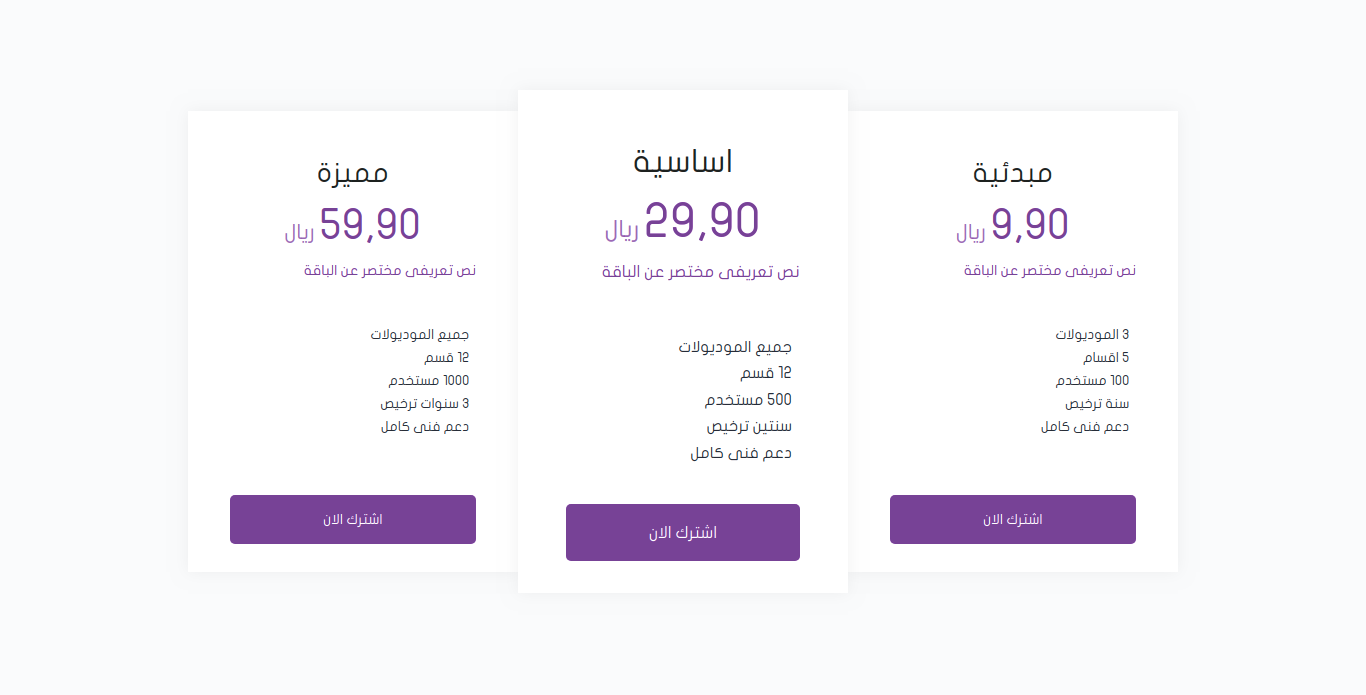 مبدئية
9,90 ريال
نص تعريفى مختصر عن الباقة
3 الموديولات
5 اقسام
100 مستخدم
سنة ترخيص
دعم فنى كامل
اشترك الان
اساسية
29,90 ريال
نص تعريفى مختصر عن الباقة
جميع الموديولات
12 قسم
500 مستخدم
سنتين ترخيص
دعم فنى كامل
اشترك الان
مميزة
59,90 ريال
نص تعريفى مختصر عن الباقة
جميع الموديولات
12 قسم
1000 مستخدم
3 سنوات ترخيص
دعم فنى كامل
اشترك الان